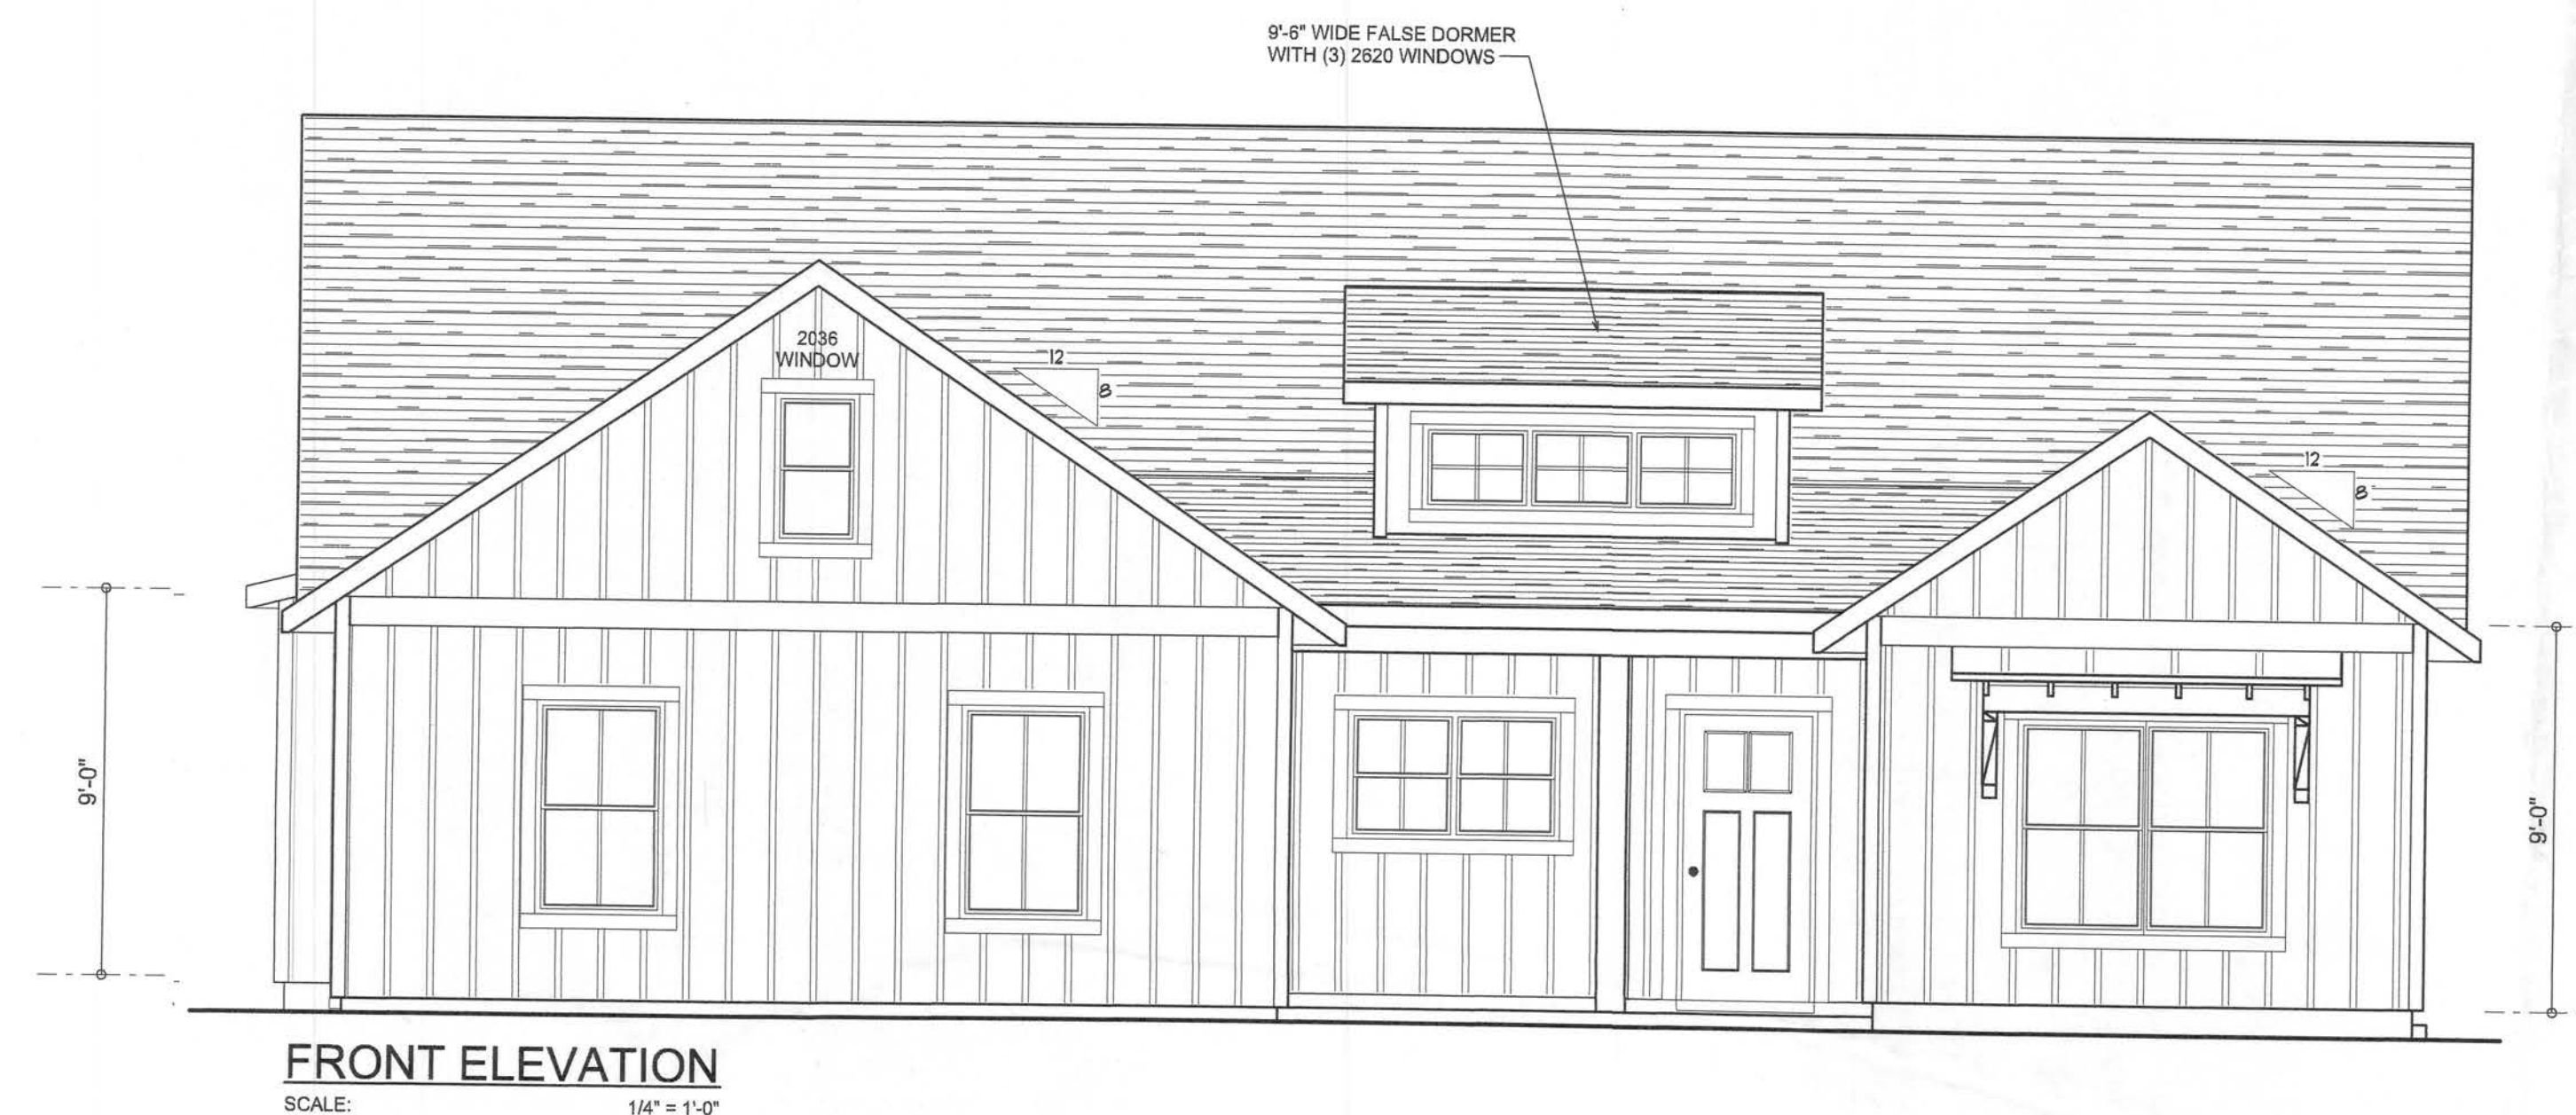 9'-6" WIDE FALSE DORMER
WITH (3) 2620 WINDOWS
2036
WINDOW
12
8
12
8
9'-0"
9'-0"
FRONT ELEVATION
SCALE: 1/4" = 1'-0"